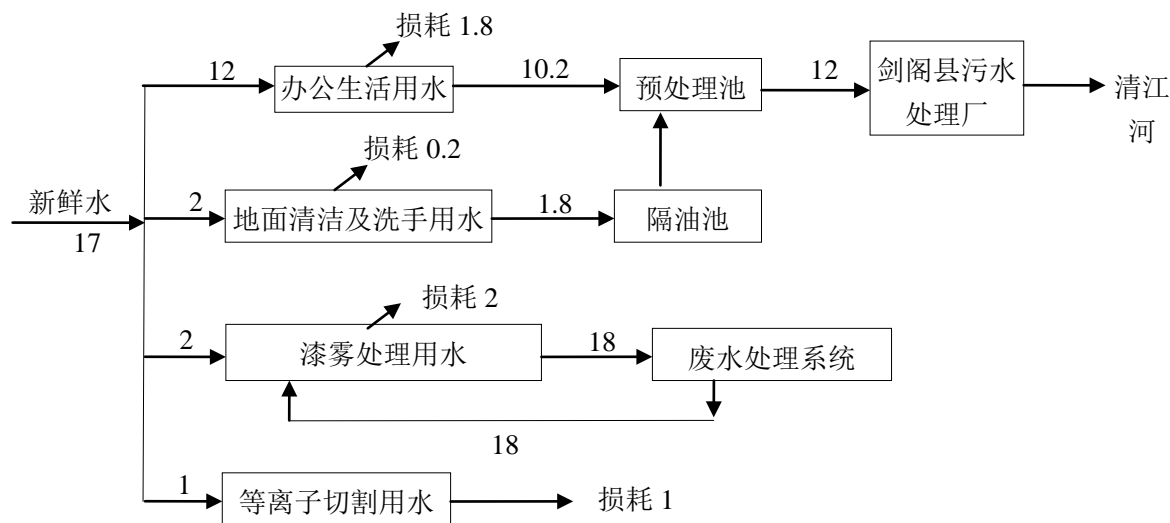 损耗 1.8
12
办公生活用水
10.2
预处理池
12
剑阁县污水
处理厂
清江
河
损耗 0.2
新鲜水
17
2
地面清洁及洗手用水
1.8
隔油池
损耗 2
2
漆雾处理用水
18
废水处理系统
18
1
等离子切割用水
损耗 1